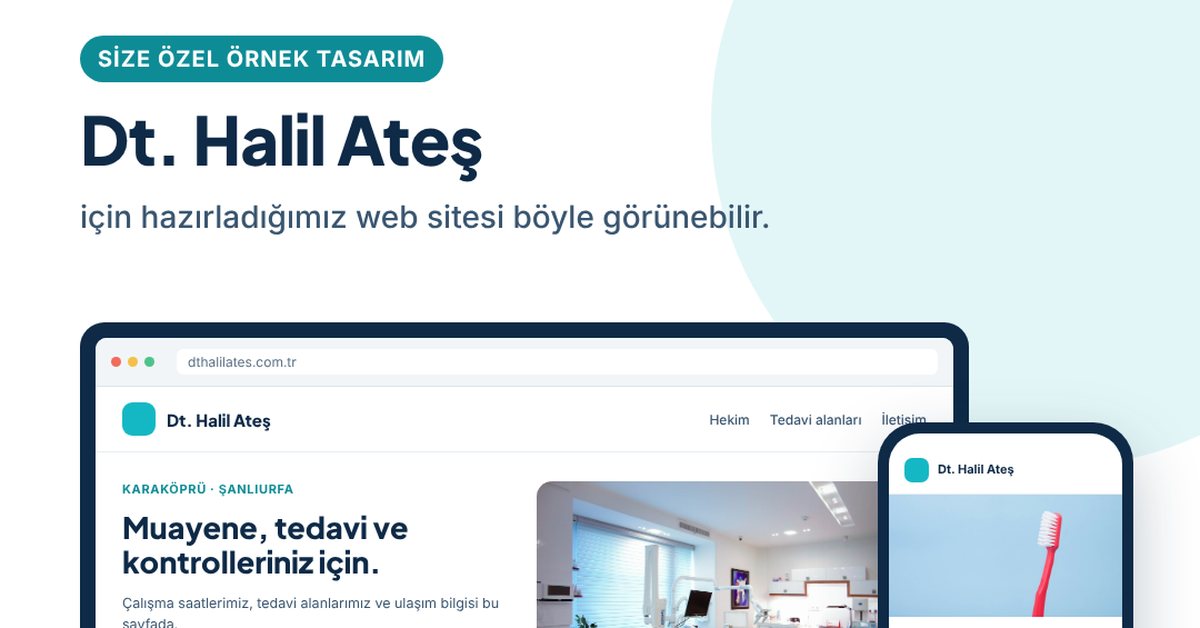 SİZE ÖZEL ÖRNEK TASARIM
Dt. Halil Ateş
için hazırladığımız web sitesi böyle görünebilir.
dthalilates.com.tr
Dt. Halil Ateş
Hekim Tedavi alanları İletişim
Dt. Halil Ateş
KARAKÖPRÜ · ŞANLIURFA
Muayene, tedavi ve
kontrolleriniz için.
Çalışma saatlerimiz, tedavi alanlarımız ve ulaşım bilgisi bu
sayfada.